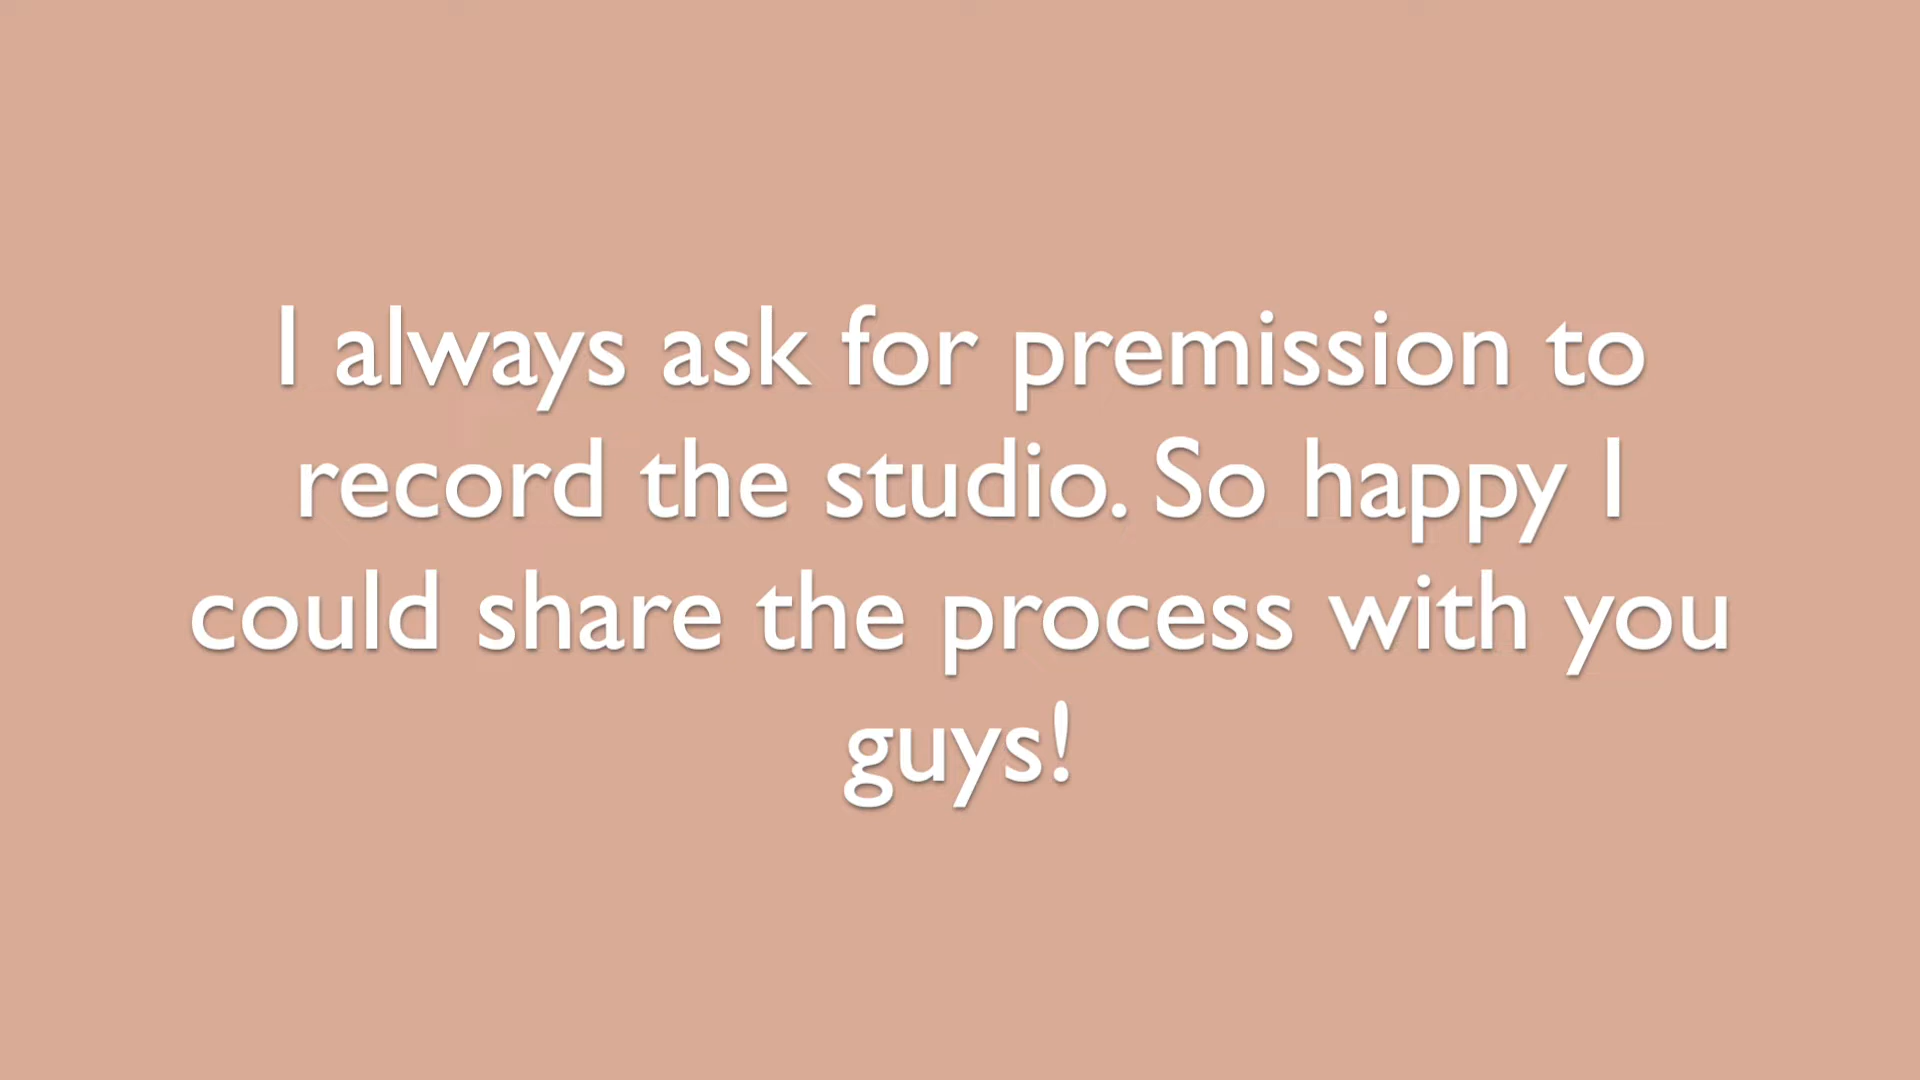 I always ask for premission to
record the studio. So happy I
could share the process with you
guys!